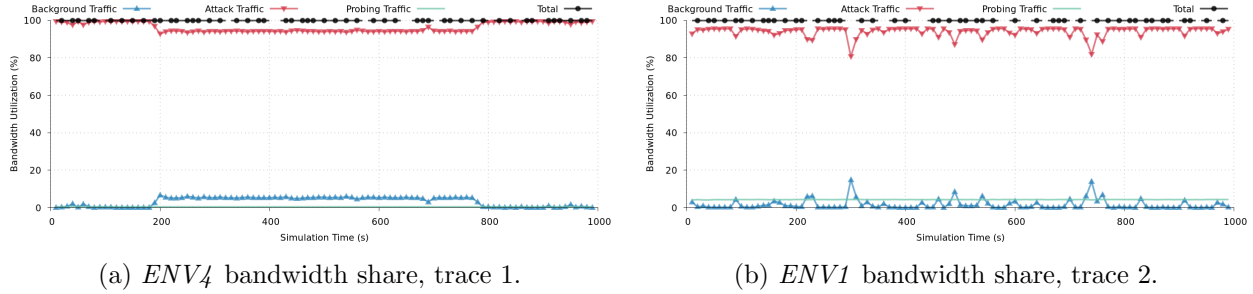 Background Traffic Attack Traffic Probing Traffic Total
100
80
60
40
20
0
0 200 400 600 800 1000
Bandwidth Utilization (%)
Simulation Time (s)
(a) ENV4 bandwidth share, trace 1.
Background Traffic Attack Traffic Probing Traffic Total
100
80
60
40
20
0
0 200 400 600 800 1000
Bandwidth Utilization (%)
Simulation Time (s)
(b) ENV1 bandwidth share, trace 2.